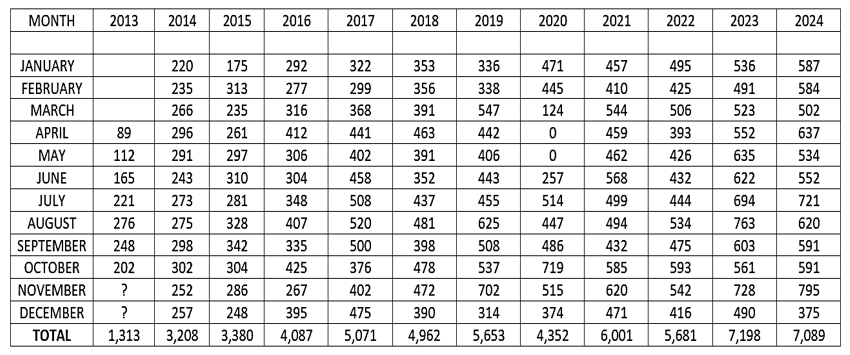 MONTH 2013 2014 2015 2016 2017 2018 2019 2020 2021 2022 2023 2024
JANUARY 220 175 292 322 353 336 471 457 495 536 587
FEBRUARY 235 313 277 299 356 338 445 410 425 491 584
MARCH 266 235 316 368 391 547 124 544 506 523 502
APRIL 89 296 261 412 441 463 442 0 459 393 552 637
MAY 112 291 297 306 402 391 406 0 462 426 635 534
JUNE 165 243 310 304 458 352 443 257 568 432 622 552
JULY 221 273 281 348 508 437 455 514 499 444 694 721
AUGUST 276 275 328 407 520 481 625 447 494 534 763 620
SEPTEMBER 248 298 342 335 500 398 508 486 432 475 603 591
OCTOBER 202 302 304 425 376 478 537 719 585 593 561 591
NOVEMBER ? 252 286 267 402 472 702 515 620 542 728 795
DECEMBER ? 257 248 395 475 390 314 374 471 416 490 375
TOTAL 1,313 3,208 3,380 4,087 5,071 4,962 5,653 4,352 6,001 5,681 7,198 7,089